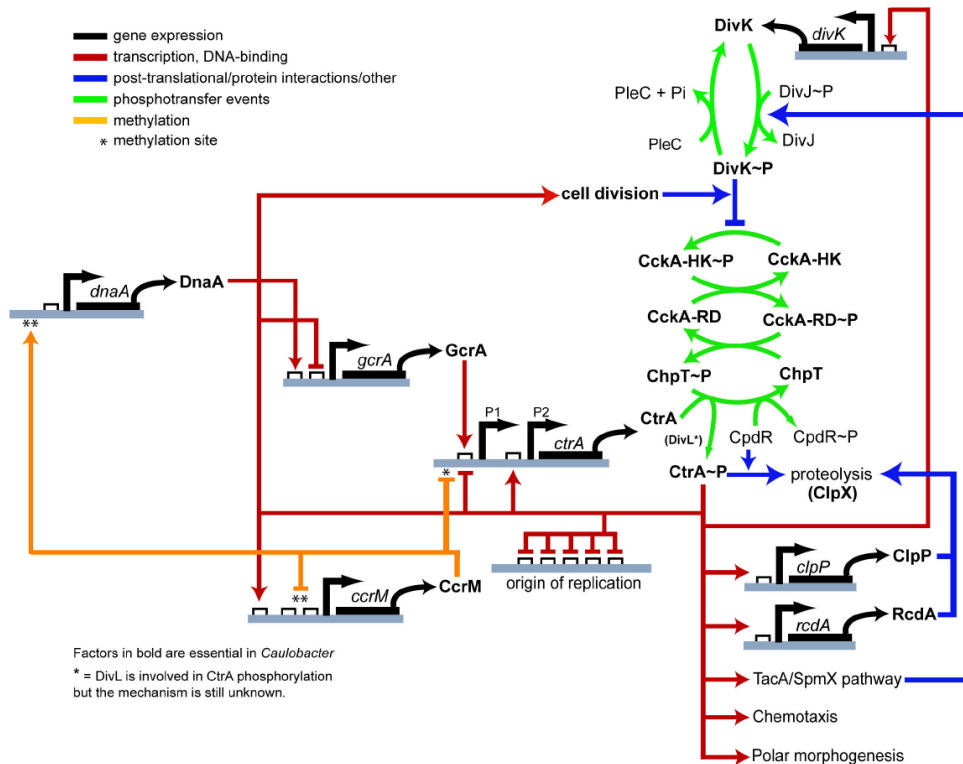 gene expression
transcription, DNA-binding
post-translational/protein interactions/other
phosphotransfer events
methylation
* methylation site
DivK
divK
PleC + Pi
DivJ~P
PleC
DivJ
DivK~P
cell division
CckA-HK~P
CckA-HK
CckA-RD
CckA-RD~P
ChpT~P
ChpT
dnaA
DnaA
**
gcrA
GcrA
P1
P2
ctrA
CtrA
(DivL*)
CpdR
CpdR~P
*
CtrA~P
proteolysis
(ClpX)
origin of replication
**
ccrM
CcrM
clpP
ClpP
rcdA
RcdA
TacA/SpmX pathway
Chemotaxis
Polar morphogenesis
Factors in bold are essential in Caulobacter
* = DivL is involved in CtrA phosphorylation
but the mechanism is still unknown.